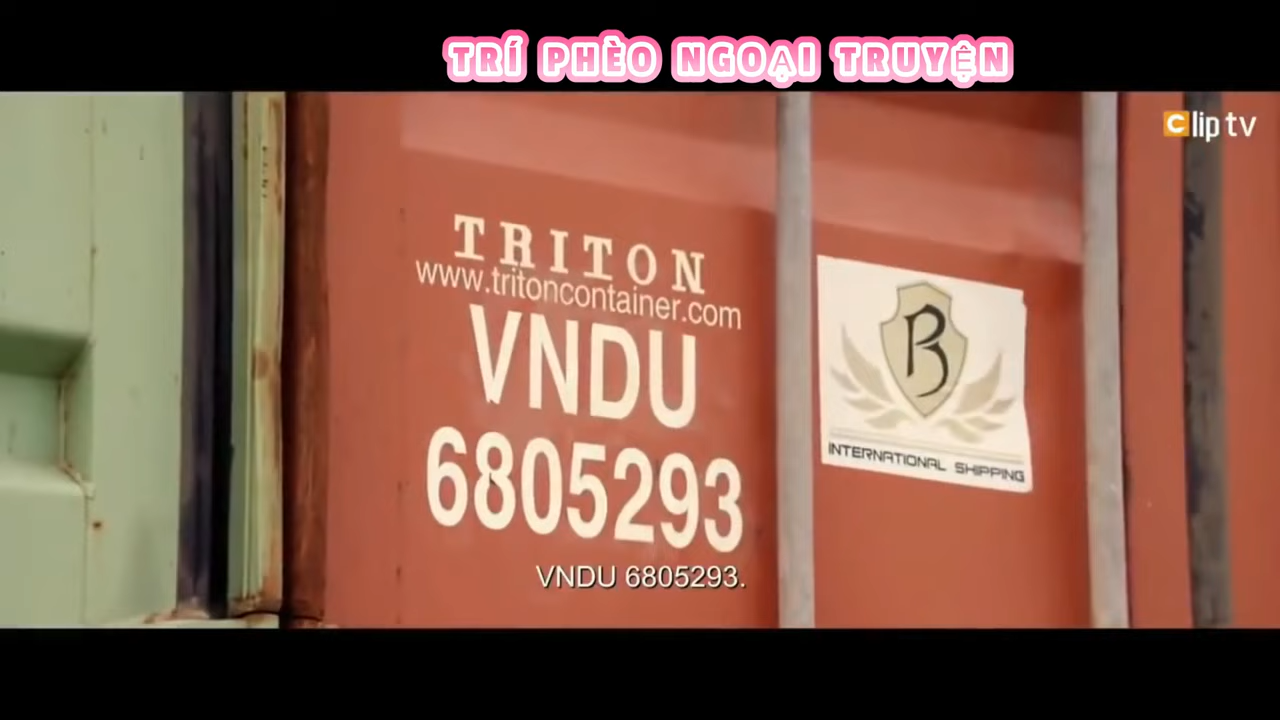 TRÍ PHÈO NGOẠI TRUYỆN
Clip tv
TRITON
www.tritoncontainer.com
VNDU
6805293
B
INTERNATIONAL SHIPPING
VNDU 6805293.